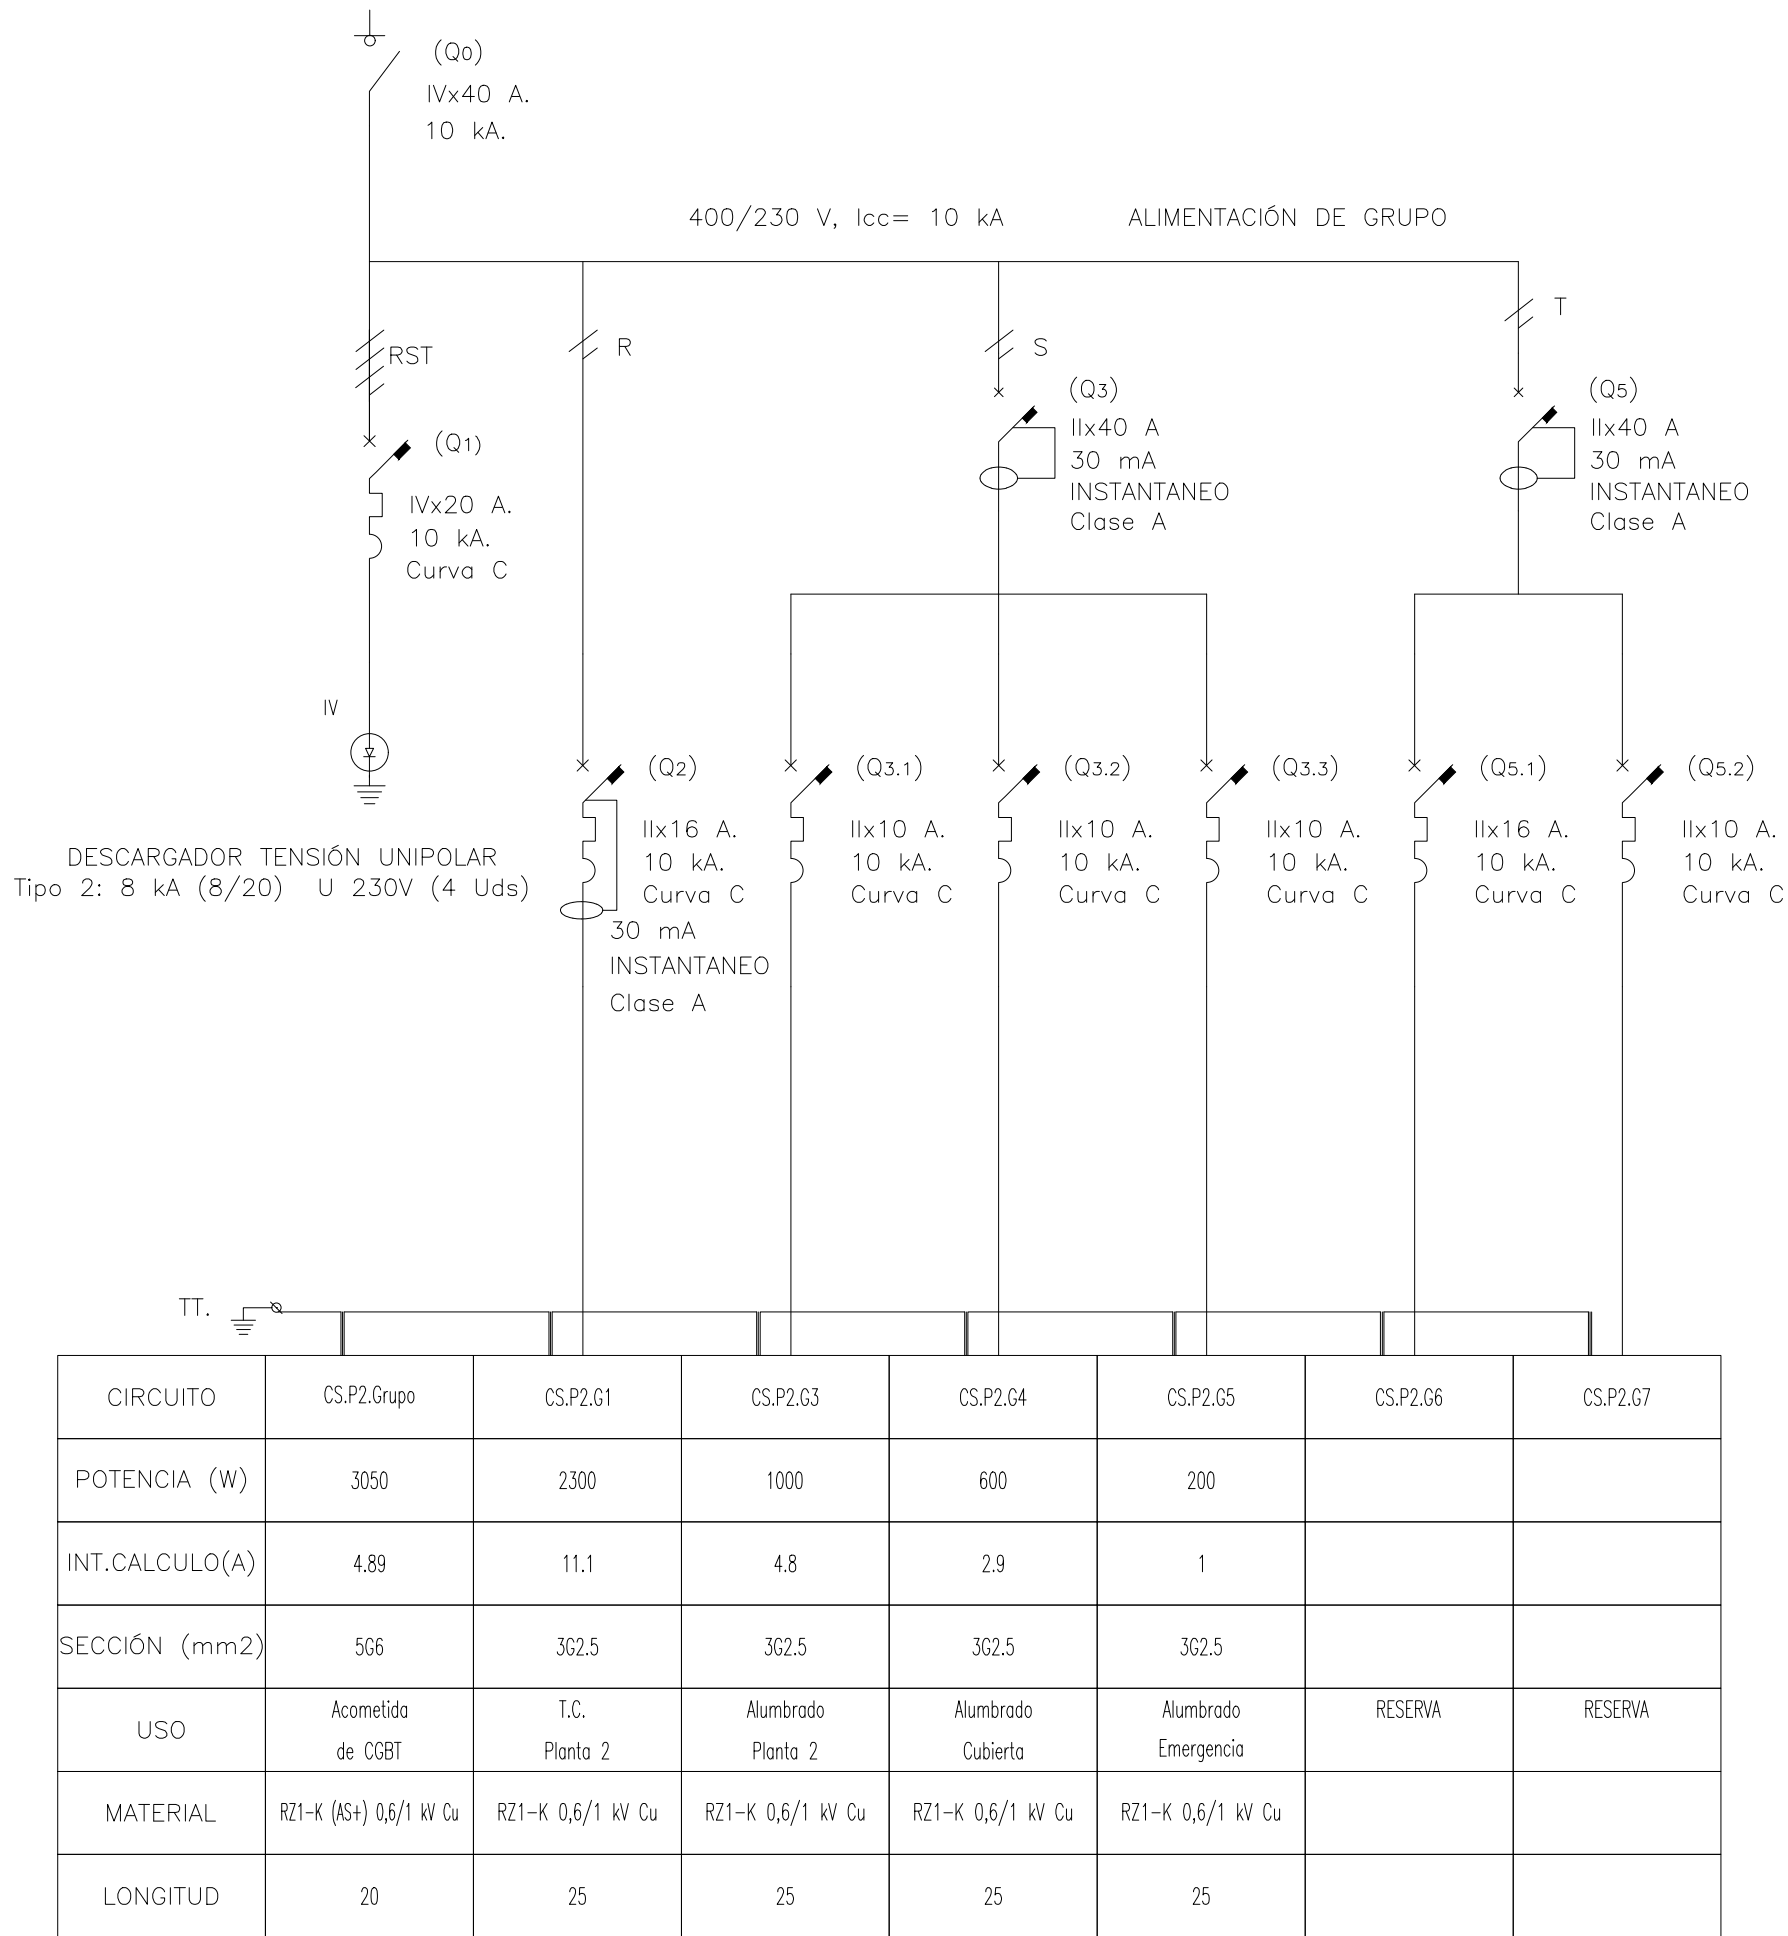 (Q0)
IVx40 A.
10 kA.
400/230 V, Icc= 10 kA
ALIMENTACIÓN DE GRUPO
RST
R
S
T
(Q1)
IVx20 A.
10 kA.
Curva C
(Q3)
IIx40 A
30 mA
INSTANTANEO
Clase A
(Q5)
IIx40 A
30 mA
INSTANTANEO
Clase A
IV
DESCARGADOR TENSIÓN UNIPOLAR
Tipo 2: 8 kA (8/20) U 230V (4 Uds)
(Q2)
IIx16 A.
10 kA.
Curva C
30 mA
INSTANTANEO
Clase A
(Q3.1)
IIx10 A.
10 kA.
Curva C
(Q3.2)
IIx10 A.
10 kA.
Curva C
(Q3.3)
IIx10 A.
10 kA.
Curva C
(Q5.1)
IIx16 A.
10 kA.
Curva C
(Q5.2)
IIx10 A.
10 kA.
Curva C
TT.
CIRCUITO CS.P2.Grupo CS.P2.G1 CS.P2.G3 CS.P2.G4 CS.P2.G5 CS.P2.G6 CS.P2.G7
POTENCIA (W) 3050 2300 1000 600 200
INT.CALCULO(A) 4.89 11.1 4.8 2.9 1
SECCIÓN (mm2) 5G6 3G2.5 3G2.5 3G2.5 3G2.5
USO Acometida de CGBT T.C. Planta 2 Alumbrado Planta 2 Alumbrado Cubierta Alumbrado Emergencia RESERVA RESERVA
MATERIAL RZ1-K (AS+) 0,6/1 kV Cu RZ1-K 0,6/1 kV Cu RZ1-K 0,6/1 kV Cu RZ1-K 0,6/1 kV Cu RZ1-K 0,6/1 kV Cu
LONGITUD 20 25 25 25 25